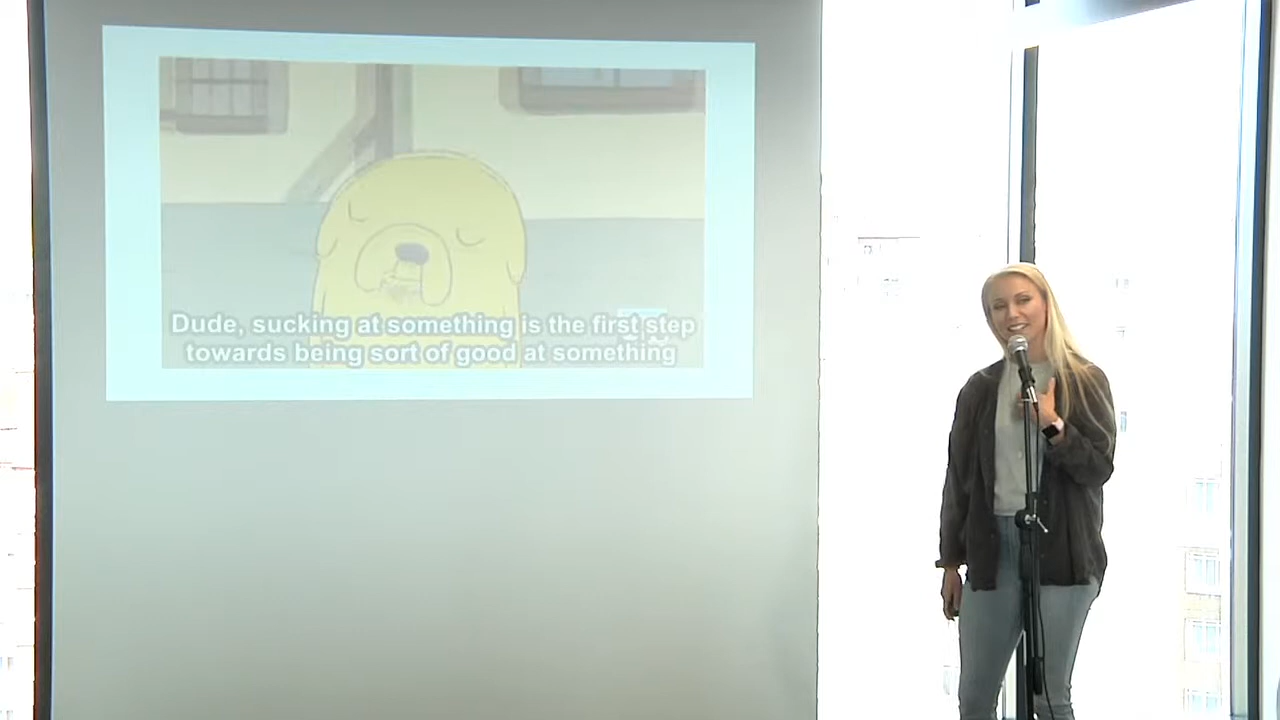 Dude, sucking at something is the first step
towards being sort of good at something